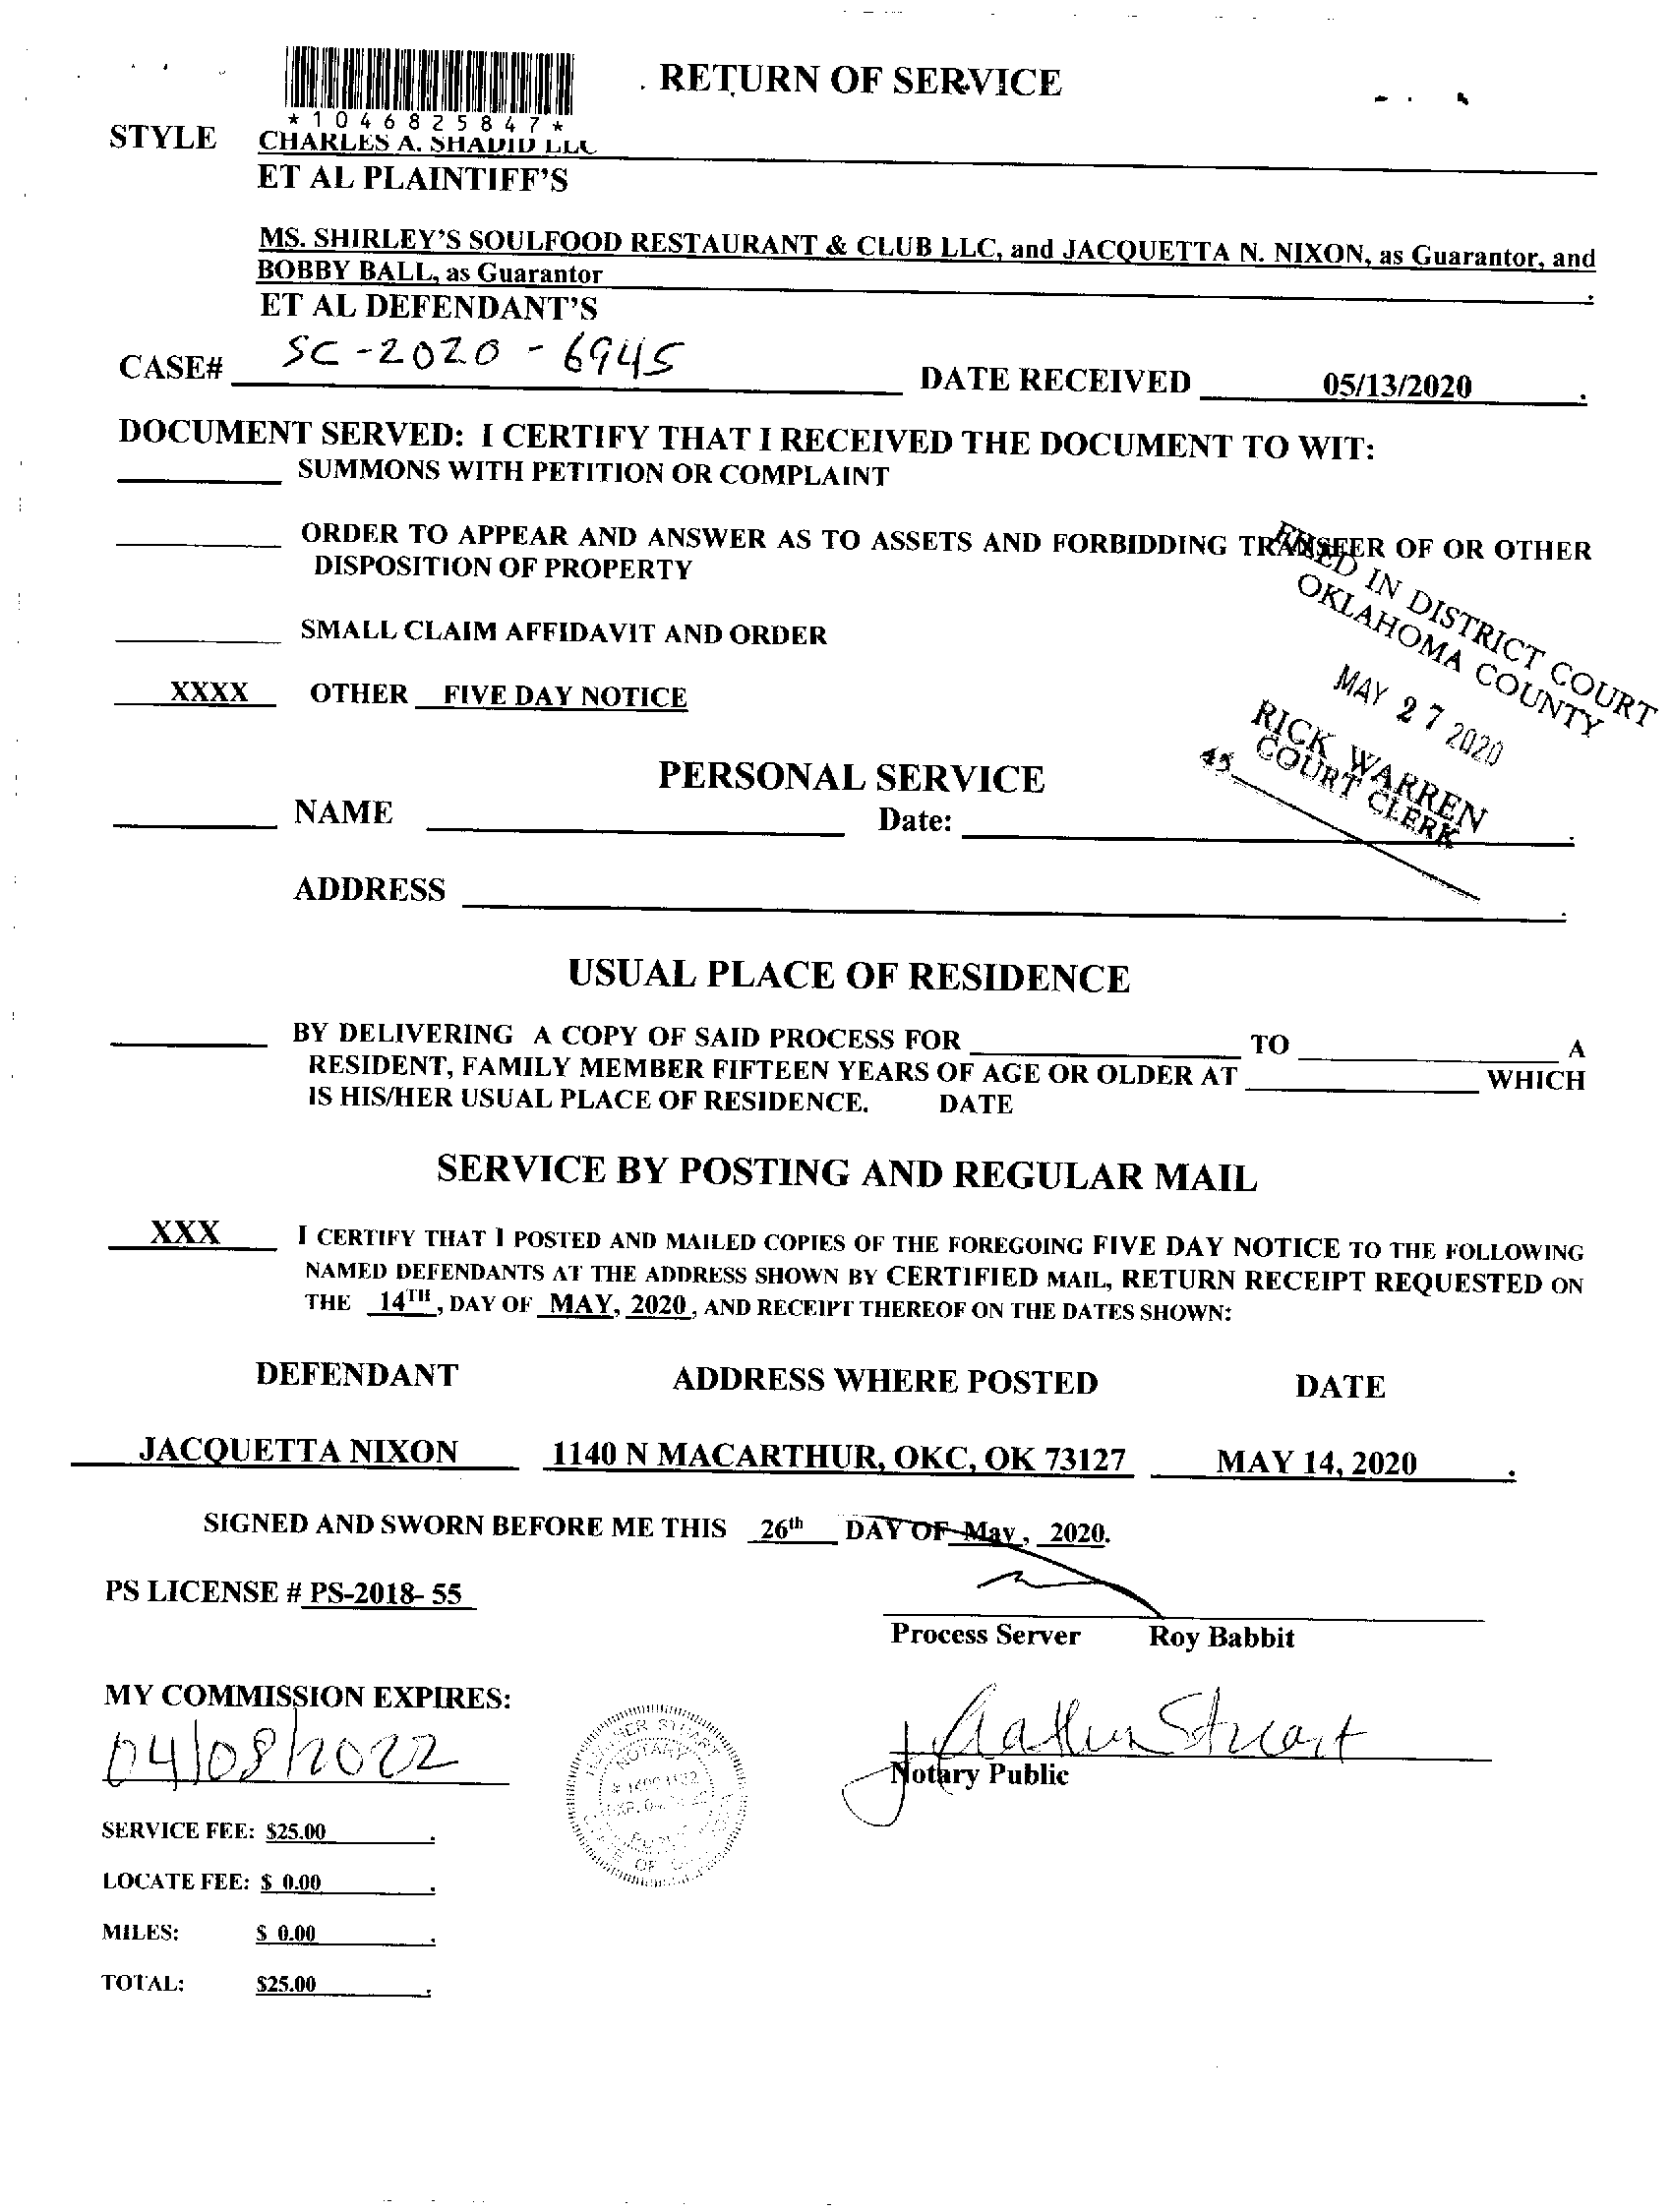 RETURN OF SERVICE
*1046825847*
STYLE CHARLES A. SHADID LLC
ET AL PLAINTIFF'S
MS. SHIRLEY'S SOULFOOD RESTAURANT & CLUB LLC, and JACQUETTA N. NIXON, as Guarantor, and
BOBBY BALL, as Guarantor.
ET AL DEFENDANT'S
CASE# SC-2020-6945 DATE RECEIVED 05/13/2020.
DOCUMENT SERVED: I CERTIFY THAT I RECEIVED THE DOCUMENT TO WIT:
SUMMONS WITH PETITION OR COMPLAINT
ORDER TO APPEAR AND ANSWER AS TO ASSETS AND FORBIDDING TRANSFER OF OR OTHER
DISPOSITION OF PROPERTY
FILED IN DISTRICT COURT
OKLAHOMA COUNTY
SMALL CLAIM AFFIDAVIT AND ORDER
MAY 27 2020
XXXX OTHER FIVE DAY NOTICE
RICK WARREN
COURT CLERK
45
PERSONAL SERVICE
NAME Date: .
ADDRESS .
USUAL PLACE OF RESIDENCE
BY DELIVERING A COPY OF SAID PROCESS FOR TO A
RESIDENT, FAMILY MEMBER FIFTEEN YEARS OF AGE OR OLDER AT WHICH
IS HIS/HER USUAL PLACE OF RESIDENCE. DATE
SERVICE BY POSTING AND REGULAR MAIL
XXX I CERTIFY THAT I POSTED AND MAILED COPIES OF THE FOREGOING FIVE DAY NOTICE TO THE FOLLOWING
NAMED DEFENDANTS AT THE ADDRESS SHOWN BY CERTIFIED MAIL, RETURN RECEIPT REQUESTED ON
THE 14TH, DAY OF MAY, 2020, AND RECEIPT THEREOF ON THE DATES SHOWN:
DEFENDANT ADDRESS WHERE POSTED DATE
JACQUETTA NIXON 1140 N MACARTHUR, OKC, OK 73127 MAY 14, 2020.
SIGNED AND SWORN BEFORE ME THIS 26th DAY OF May, 2020.
PS LICENSE # PS-2018- 55
Process Server Roy Babbit
MY COMMISSION EXPIRES:
04/08/2022
STUART
NOTARY
PUBLIC
STATE OF
Stuart
Notary Public
SERVICE FEE: $25.00.
LOCATE FEE: $ 0.00.
MILES: $ 0.00.
TOTAL: $25.00.